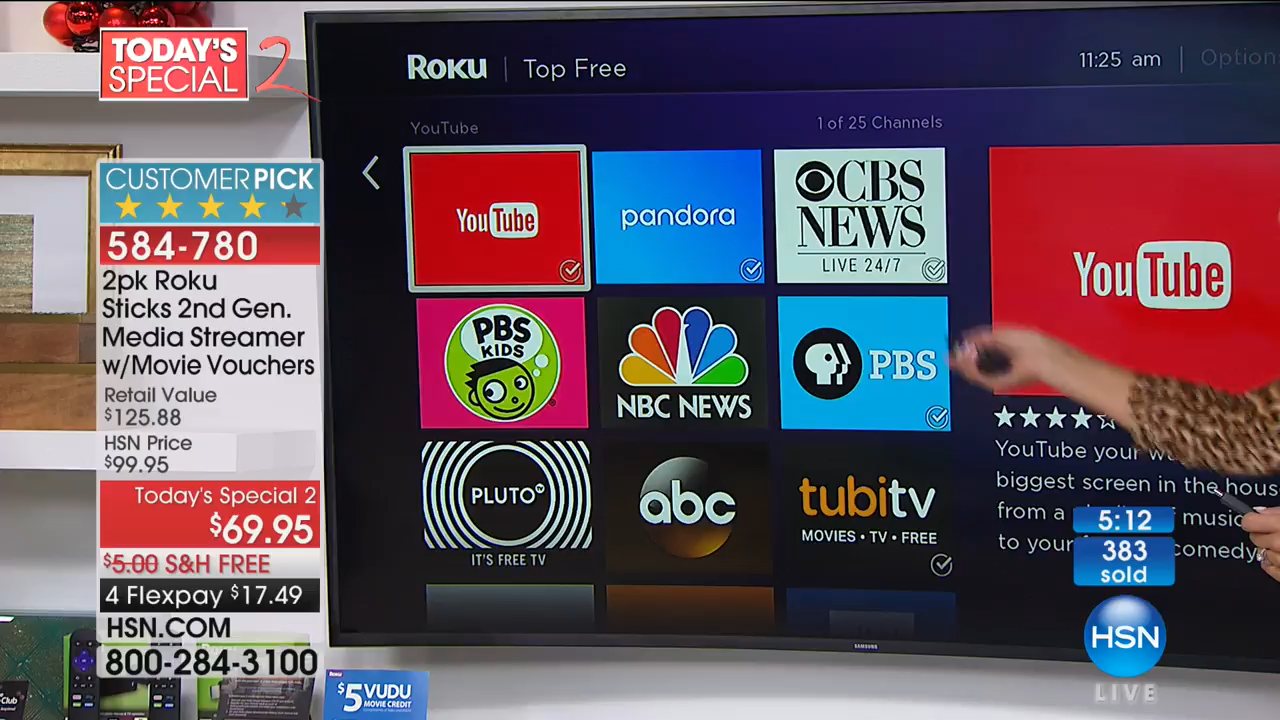 TODAY'S
SPECIAL 2
CUSTOMER PICK
584-780
2pk Roku
Sticks 2nd Gen.
Media Streamer
w/Movie Vouchers
Retail Value
$125.88
HSN Price
$99.95
Today's Special 2
$69.95
$5.00 S&H FREE
4 Flexpay $17.49
HSN.COM
800-284-3100
ROKU | Top Free
11:25 am | Option
YouTube
1 of 25 Channels
YouTube
pandora
CBS
NEWS
LIVE 24/7
PBS
KIDS
NBC NEWS
PBS
PLUTO TV
IT'S FREE TV
abc
tubitv
MOVIES • TV • FREE
YouTube
YouTube your
biggest screen in the hous
from a music
to your comedy,
5:12
383
sold
HSN
LIVE
Roku
$5 VUDU
MOVIE CREDIT
Club
SAMSUNG